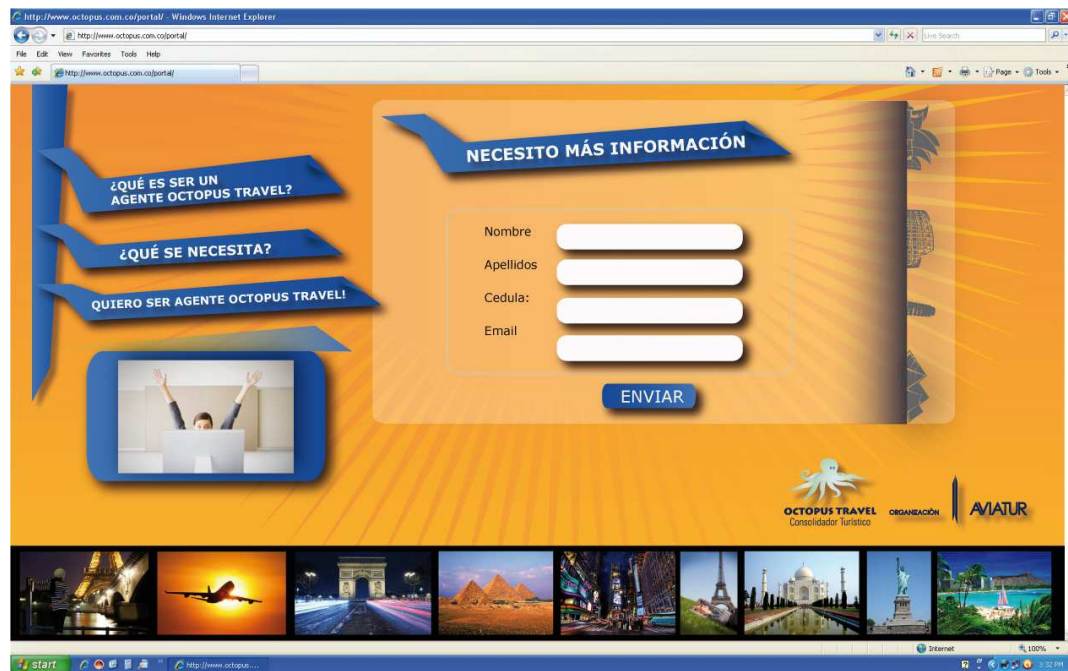 http://www.octopus.com.co/portal/ - Windows Internet Explorer
http://www.octopus.com.co/portal/
Live Search
File Edit View Favorites Tools Help
http://www.octopus.com.co/portal/
Page Tools
¿QUÉ ES SER UN
AGENTE OCTOPUS TRAVEL?
¿QUÉ SE NECESITA?
QUIERO SER AGENTE OCTOPUS TRAVEL!
NECESITO MÁS INFORMACIÓN
Nombre
Apellidos
Cedula:
Email
ENVIAR
OCTOPUS TRAVEL
Consolidador Turístico
ORGANIZACIÓN
AVIATUR
Internet
100%
start
http://www.octopus....
3:32 PM